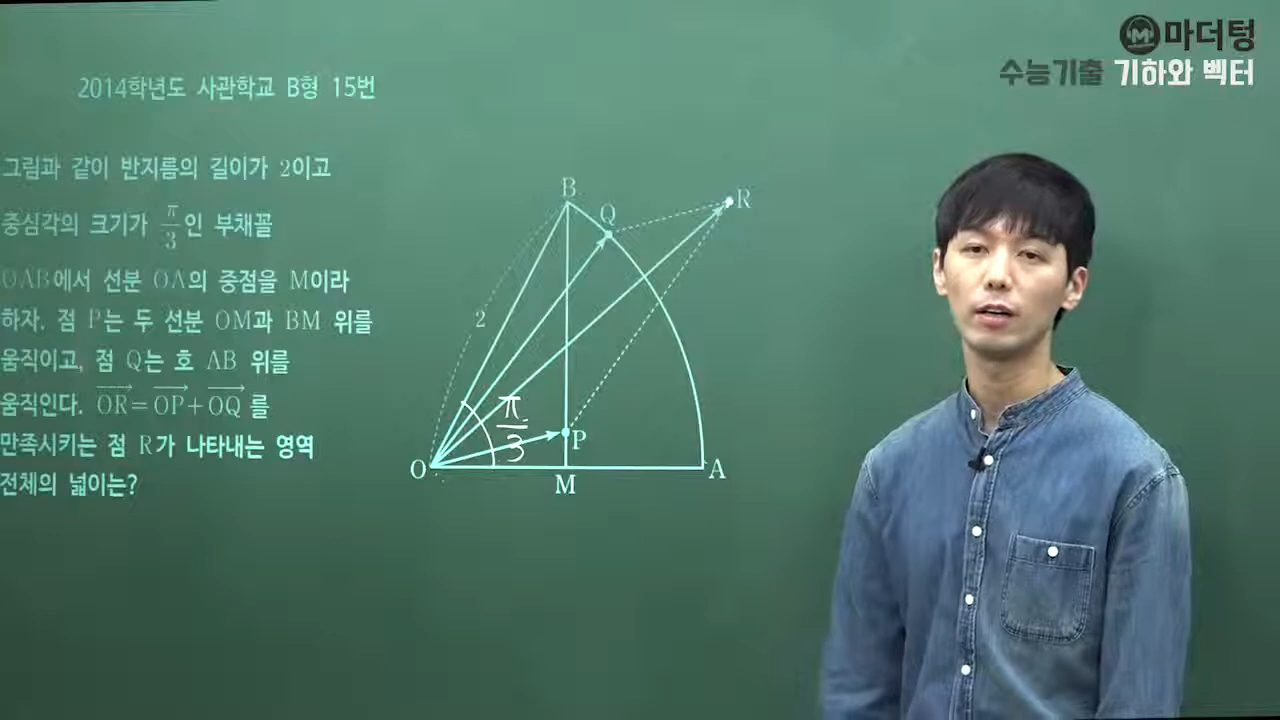 마더텅
수능기출 기하와 벡터
2014학년도 사관학교 B형 15번
그림과 같이 반지름의 길이가 2이고
중심각의 크기가 π/3인 부채꼴
OAB에서 선분 OA의 중점을 M이라
하자. 점 P는 두 선분 OM과 BM 위를
움직이고, 점 Q는 호 AB 위를
움직인다. \overrightarrow{OR}=\overrightarrow{OP}+\overrightarrow{OQ}를
만족시키는 점 R가 나타내는 영역
전체의 넓이는?
B
Q
R
2
π/3
P
O
M
A